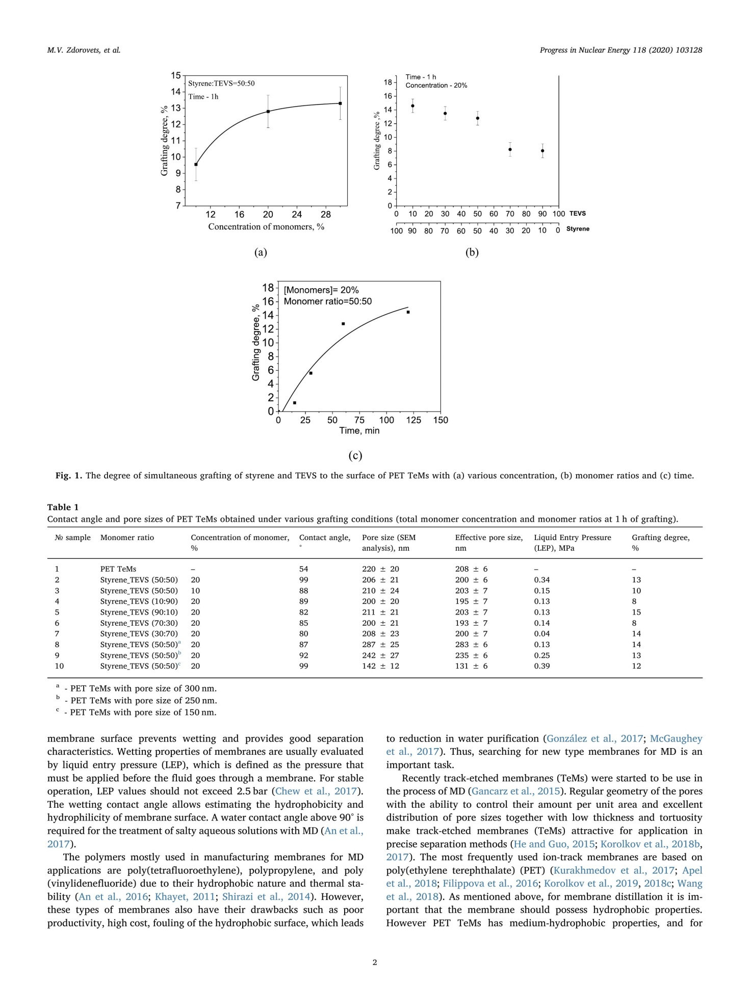 M.V. Zdorovets, et al.
Progress in Nuclear Energy 118 (2020) 103128
15
14
13
12
11
10
9
8
7
Grafting degree, %
Styrene:TEVS=50:50
Time - 1h
12 16 20 24 28
Concentration of monomers, %
(a)
Time - 1 h
Concentration - 20%
18
16
14
12
10
8
6
4
2
0
Grafting degree ,%
0 10 20 30 40 50 60 70 80 90 100 TEVS
100 90 80 70 60 50 40 30 20 10 0 Styrene
(b)
[Monomers]= 20%
Monomer ratio=50:50
18
16
14
12
10
8
6
4
2
0
Grafting degree, %
0 25 50 75 100 125 150
Time, min
(c)
Fig. 1. The degree of simultaneous grafting of styrene and TEVS to the surface of PET TeMs with (a) various concentration, (b) monomer ratios and (c) time.
Table 1
Contact angle and pore sizes of PET TeMs obtained under various grafting conditions (total monomer concentration and monomer ratios at 1 h of grafting).
№ sample Monomer ratio Concentration of monomer, Contact angle, Pore size (SEM Effective pore size, Liquid Entry Pressure Grafting degree,
% ° analysis), nm nm (LEP), MPa %
1 PET TeMs – 54 220 ± 20 208 ± 6 – –
2 Styrene_TEVS (50:50) 20 99 206 ± 21 200 ± 6 0.34 13
3 Styrene_TEVS (50:50) 10 88 210 ± 24 203 ± 7 0.15 10
4 Styrene_TEVS (10:90) 20 89 200 ± 20 195 ± 7 0.13 8
5 Styrene_TEVS (90:10) 20 82 211 ± 21 203 ± 7 0.13 15
6 Styrene_TEVS (70:30) 20 85 200 ± 21 193 ± 7 0.14 8
7 Styrene_TEVS (30:70) 20 80 208 ± 23 200 ± 7 0.04 14
8 Styrene_TEVS (50:50)a 20 87 287 ± 25 283 ± 6 0.13 14
9 Styrene_TEVS (50:50)b 20 92 242 ± 27 235 ± 6 0.25 13
10 Styrene_TEVS (50:50)c 20 99 142 ± 12 131 ± 6 0.39 12
a - PET TeMs with pore size of 300 nm.
b - PET TeMs with pore size of 250 nm.
c - PET TeMs with pore size of 150 nm.
membrane surface prevents wetting and provides good separation
characteristics. Wetting properties of membranes are usually evaluated
by liquid entry pressure (LEP), which is defined as the pressure that
must be applied before the fluid goes through a membrane. For stable
operation, LEP values should not exceed 2.5 bar (Chew et al., 2017).
The wetting contact angle allows estimating the hydrophobicity and
hydrophilicity of membrane surface. A water contact angle above 90° is
required for the treatment of salty aqueous solutions with MD (An et al.,
2017).
The polymers mostly used in manufacturing membranes for MD
applications are poly(tetrafluoroethylene), polypropylene, and poly
(vinylidenefluoride) due to their hydrophobic nature and thermal sta-
bility (An et al., 2016; Khayet, 2011; Shirazi et al., 2014). However,
these types of membranes also have their drawbacks such as poor
productivity, high cost, fouling of the hydrophobic surface, which leads
to reduction in water purification (González et al., 2017; McGaughey
et al., 2017). Thus, searching for new type membranes for MD is an
important task.
Recently track-etched membranes (TeMs) were started to be use in
the process of MD (Gancarz et al., 2015). Regular geometry of the pores
with the ability to control their amount per unit area and excellent
distribution of pore sizes together with low thickness and tortuosity
make track-etched membranes (TeMs) attractive for application in
precise separation methods (He and Guo, 2015; Korolkov et al., 2018b,
2017). The most frequently used ion-track membranes are based on
poly(ethylene terephthalate) (PET) (Kurakhmedov et al., 2017; Apel
et al., 2018; Filippova et al., 2016; Korolkov et al., 2019, 2018c; Wang
et al., 2018). As mentioned above, for membrane distillation it is im-
portant that the membrane should possess hydrophobic properties.
However PET TeMs has medium-hydrophobic properties, and for
2